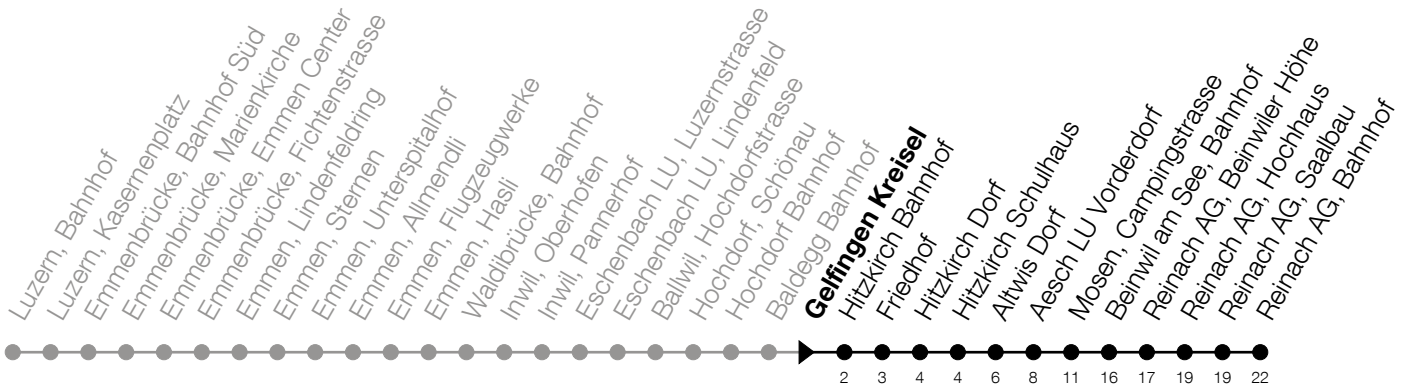 Luzern, Bahnhof
Luzern, Kasernenplatz
Emmenbrücke, Bahnhof Süd
Emmenbrücke, Marienkirche
Emmenbrücke, Emmen Center
Emmenbrücke, Fichtenstrasse
Emmen, Lindenfeldring
Emmen, Sternen
Emmen, Unterspitalhof
Emmen, Allmendli
Emmen, Flugzeugwerke
Emmen, Hasli
Waldibrücke, Bahnhof
Inwil, Oberhofen
Inwil, Pannerhof
Eschenbach LU, Luzernstrasse
Eschenbach LU, Lindenfeld
Ballwil, Hochdorfstrasse
Hochdorf, Schönau
Hochdorf Bahnhof
Baldegg Bahnhof
Gelfingen Kreisel
Hitzkirch Bahnhof
Friedhof
Hitzkirch Dorf
Hitzkirch Schulhaus
Altwis Dorf
Aesch LU Vorderdorf
Mosen, Campingstrasse
Beinwil am See, Bahnhof
Reinach AG, Beinwiler Höhe
Reinach AG, Hochhaus
Reinach AG, Saalbau
Reinach AG, Bahnhof
2 3 4 4 6 8 11 16 17 19 19 22